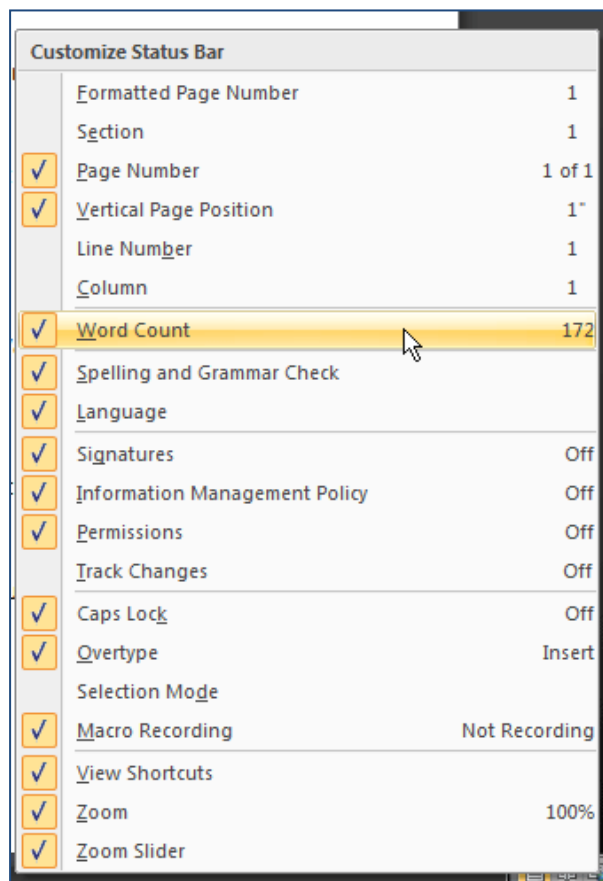 Customize Status Bar
Formatted Page Number 1
Section 1
Page Number 1 of 1
Vertical Page Position 1"
Line Number 1
Column 1
Word Count 172
Spelling and Grammar Check
Language
Signatures Off
Information Management Policy Off
Permissions Off
Track Changes Off
Caps Lock Off
Overtype Insert
Selection Mode
Macro Recording Not Recording
View Shortcuts
Zoom 100%
Zoom Slider